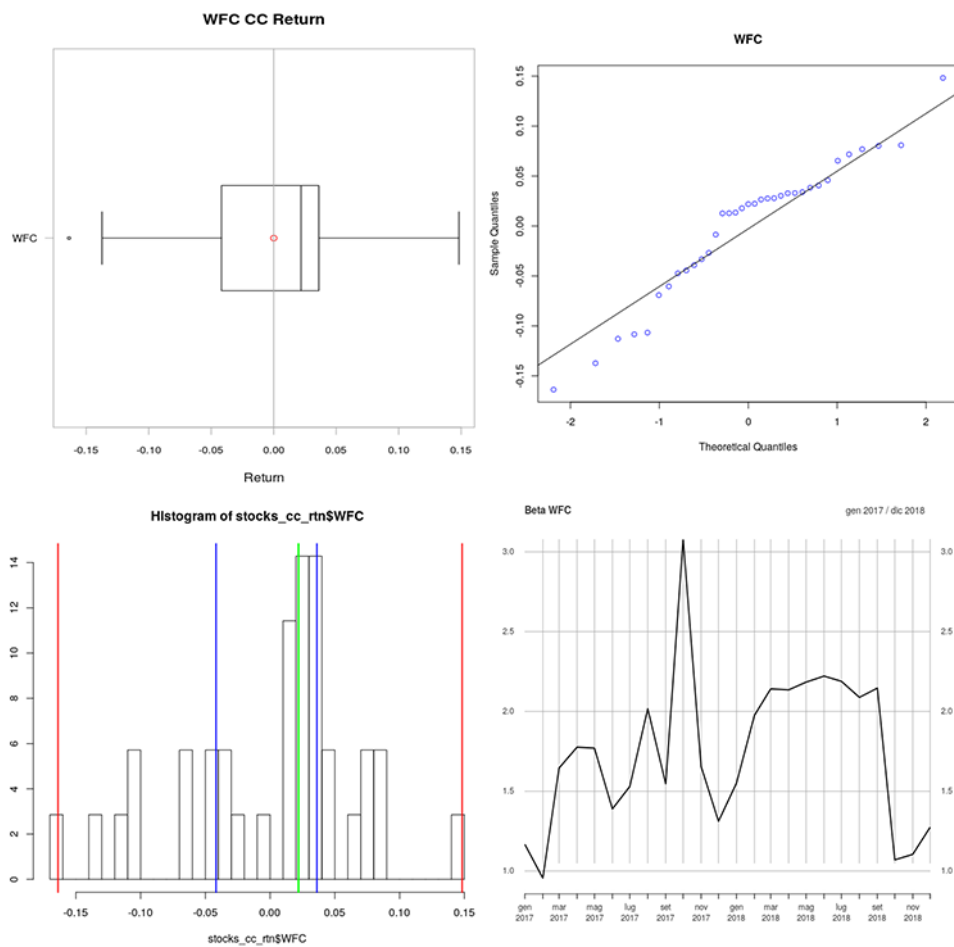 WFC CC Return
WFC
-0.15 -0.10 -0.05 0.00 0.05 0.10 0.15
Return
WFC
Sample Quantiles
0.15
0.10
0.05
0.00
-0.05
-0.10
-0.15
-2 -1 0 1 2
Theoretical Quantiles
Histogram of stocks_cc_rtn$WFC
14
12
10
8
6
4
2
0
-0.15 -0.10 -0.05 0.00 0.05 0.10 0.15
stocks_cc_rtn$WFC
Beta WFC gen 2017 / dic 2018
3.0 3.0
2.5 2.5
2.0 2.0
1.5 1.5
1.0 1.0
gen mar mag lug set nov gen mar mag lug set nov
2017 2017 2017 2017 2017 2017 2018 2018 2018 2018 2018 2018